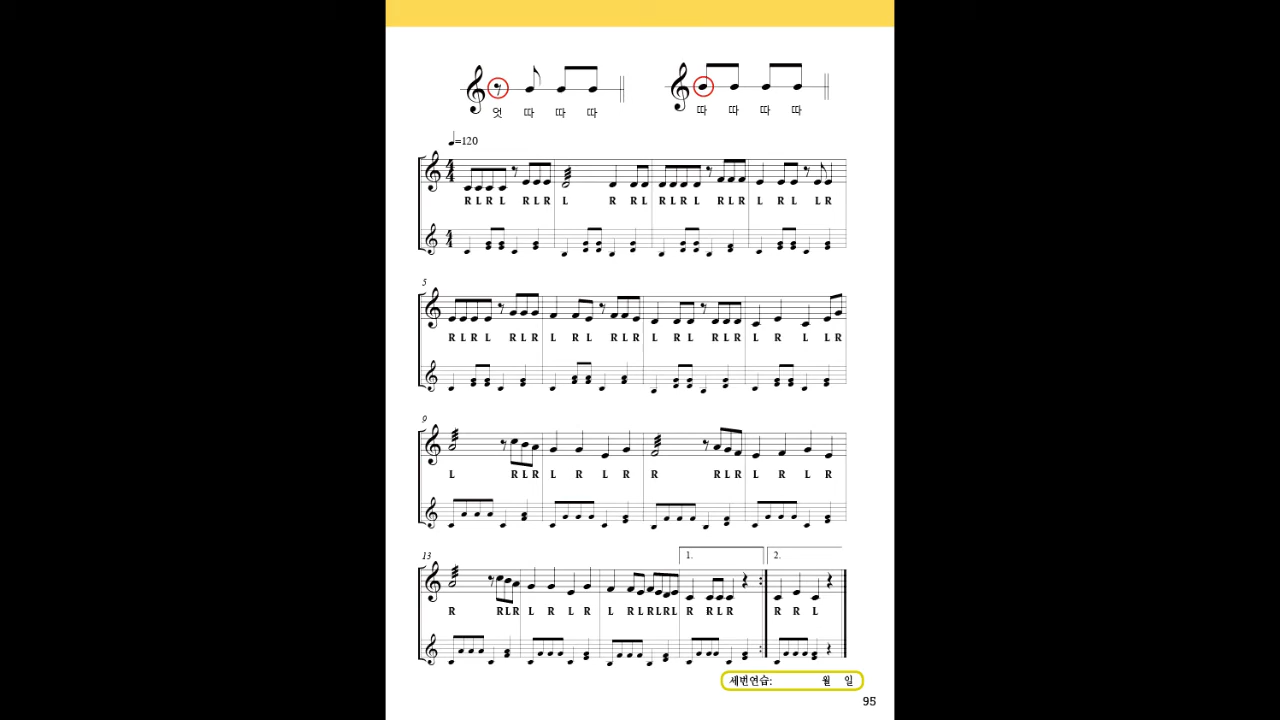 엇 따 따 따
따 따 따 따
♩=120
R L R L R L R L R R L R L R L R L R L R L L R
5
R L R L R L R L R L R L R L R L R L R L R L L R
9
L R L R L R L R R R L R L R L R
13
1.
2.
R R L R L R L R L R L R L R L R R L R R R L
세번연습: 월 일
95